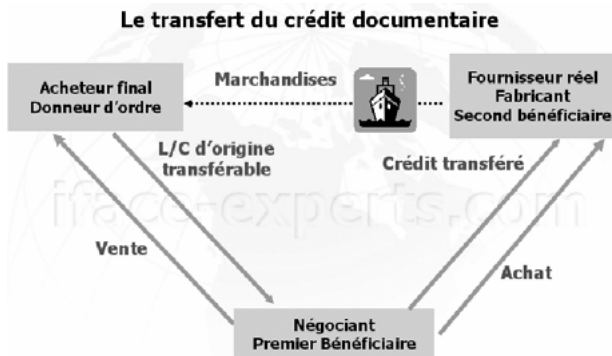 Le transfert du crédit documentaire
Acheteur final
Donneur d'ordre
Marchandises
Fournisseur réel
Fabricant
Second bénéficiaire
L/C d'origine
transférable
Crédit transféré
iface-experts.com
Vente
Achat
Négociant
Premier Bénéficiaire